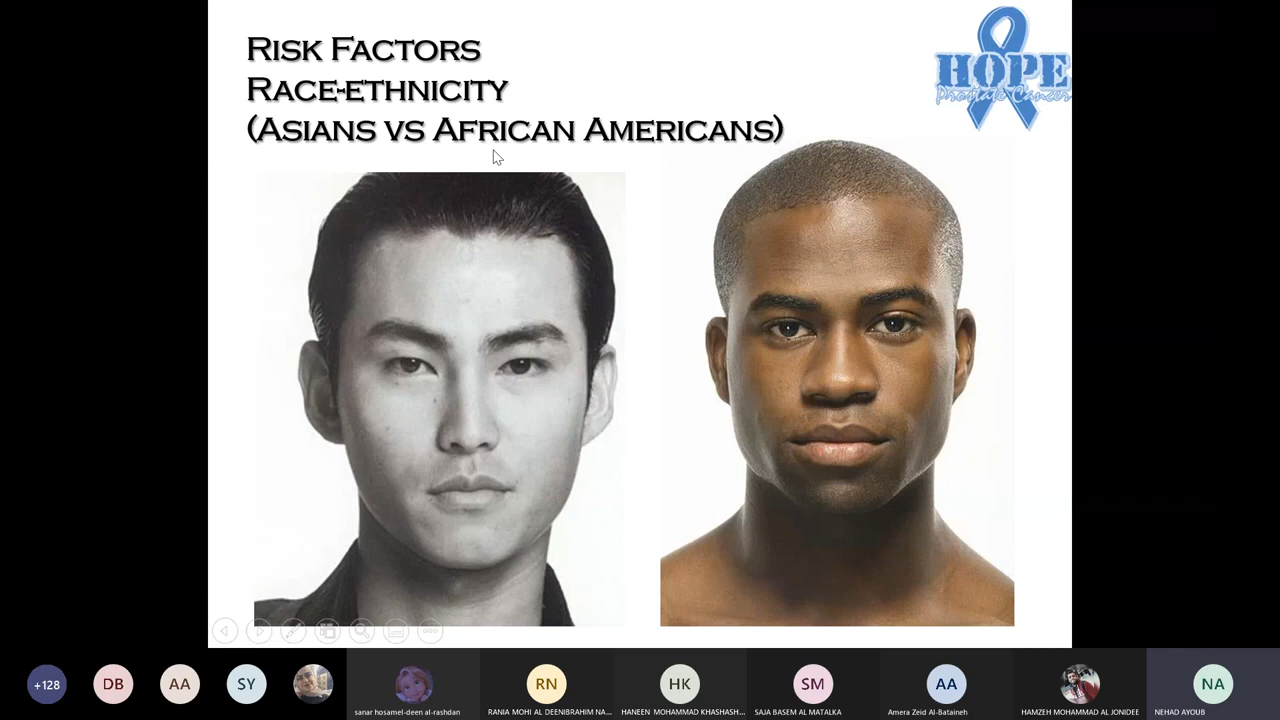 RISK FACTORS
RACE-ETHNICITY
(ASIANS VS AFRICAN AMERICANS)
HOPE
Prostate Cancer
+128
DB
AA
SY
sanar hosamel-deen al-rashdan
RN
RANIA MOHI AL DEENIBRAHIM NA...
HK
HANEEN MOHAMMAD KHASHASH...
SM
SAJA BASEM AL MATALKA
AA
Amera Zeid Al-Bataineh
HAMZEH MOHAMMAD AL JONIDEE
NA
NEHAD AYOUB